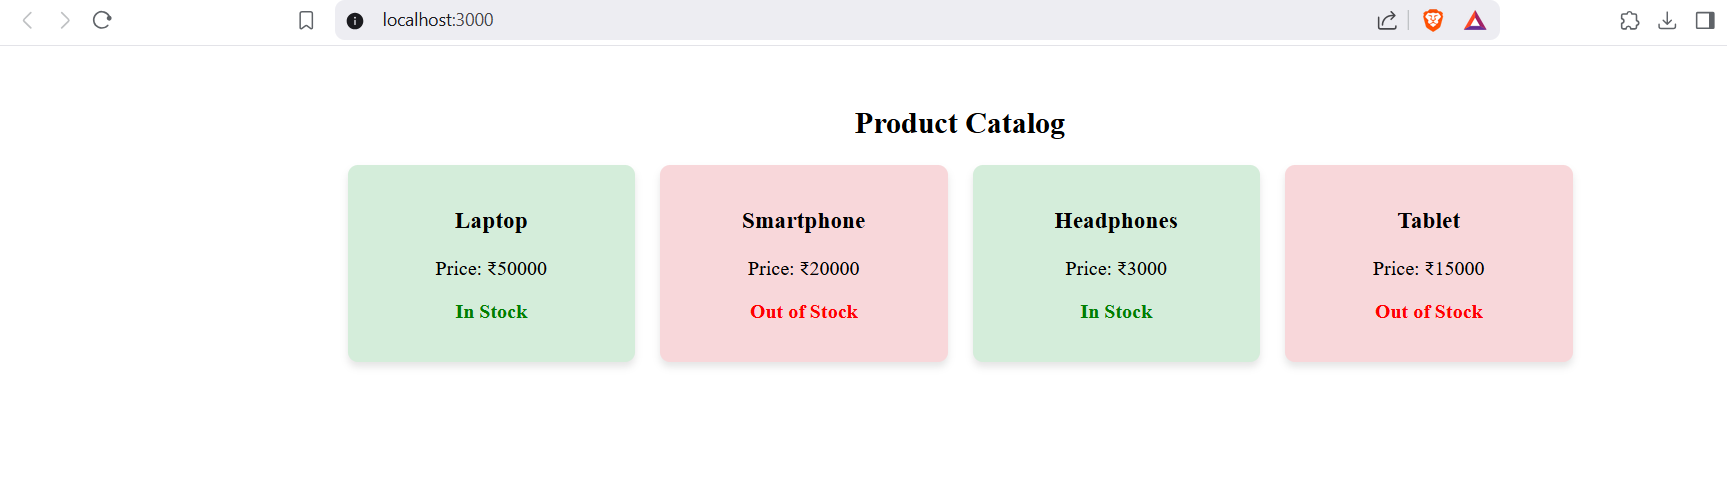 localhost:3000
Product Catalog
Laptop
Price: ₹50000
In Stock
Smartphone
Price: ₹20000
Out of Stock
Headphones
Price: ₹3000
In Stock
Tablet
Price: ₹15000
Out of Stock